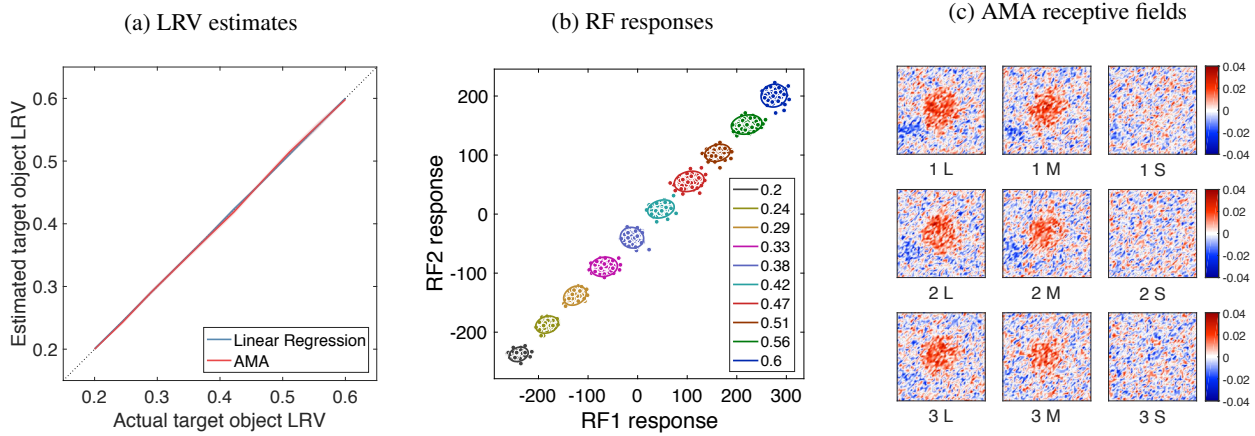 (a) LRV estimates
Estimated target object LRV
0.6
0.5
0.4
0.3
0.2
0.2 0.3 0.4 0.5 0.6
Actual target object LRV
Linear Regression
AMA
(b) RF responses
RF2 response
200
100
0
-100
-200
-200 -100 0 100 200 300
RF1 response
0.2
0.24
0.29
0.33
0.38
0.42
0.47
0.51
0.56
0.6
(c) AMA receptive fields
1 L 1 M 1 S
0.04
0.02
0
-0.02
-0.04
2 L 2 M 2 S
0.04
0.02
0
-0.02
-0.04
3 L 3 M 3 S
0.04
0.02
0
-0.02
-0.04